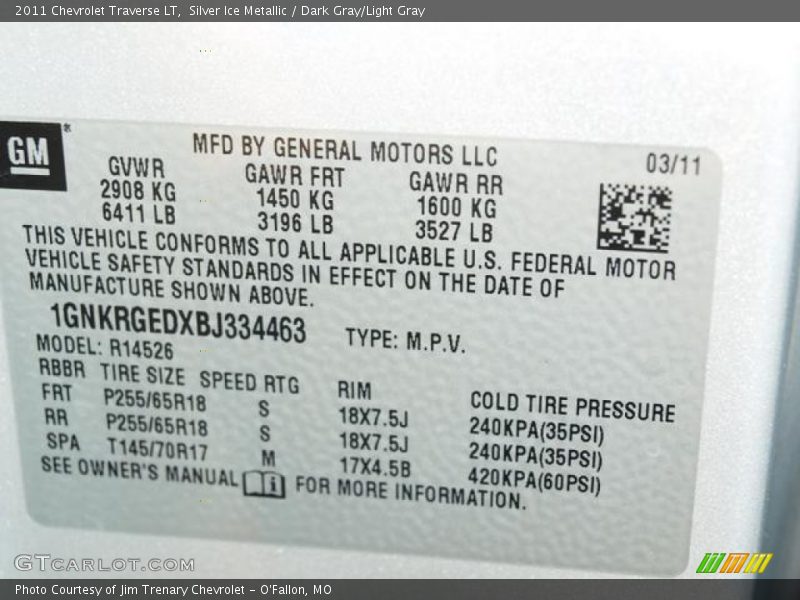 2011 Chevrolet Traverse LT, Silver Ice Metallic / Dark Gray/Light Gray
GM
MFD BY GENERAL MOTORS LLC 03/11
GVWR GAWR FRT GAWR RR
2908 KG 1450 KG 1600 KG
6411 LB 3196 LB 3527 LB
THIS VEHICLE CONFORMS TO ALL APPLICABLE U.S. FEDERAL MOTOR
VEHICLE SAFETY STANDARDS IN EFFECT ON THE DATE OF
MANUFACTURE SHOWN ABOVE.
1GNKRGEDXBJ334463 TYPE: M.P.V.
MODEL: R14526
RBBR TIRE SIZE SPEED RTG RIM COLD TIRE PRESSURE
FRT P255/65R18 S 18X7.5J 240KPA(35PSI)
RR P255/65R18 S 18X7.5J 240KPA(35PSI)
SPA T145/70R17 M 17X4.5B 420KPA(60PSI)
SEE OWNER'S MANUAL i FOR MORE INFORMATION.
GTCARLOT.COM
Photo Courtesy of Jim Trenary Chevrolet - O'Fallon, MO